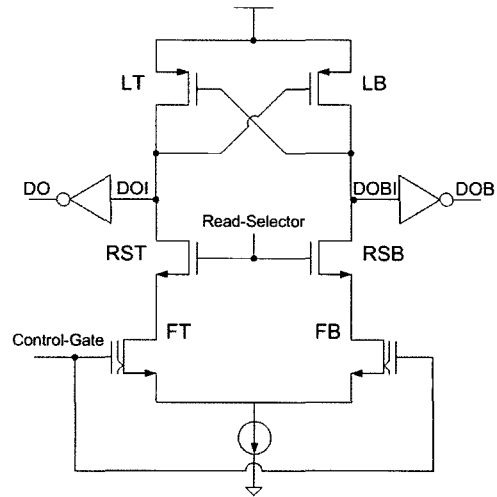 LT
LB
DO
DOI
DOBI
DOB
Read-Selector
RST
RSB
FT
FB
Control-Gate